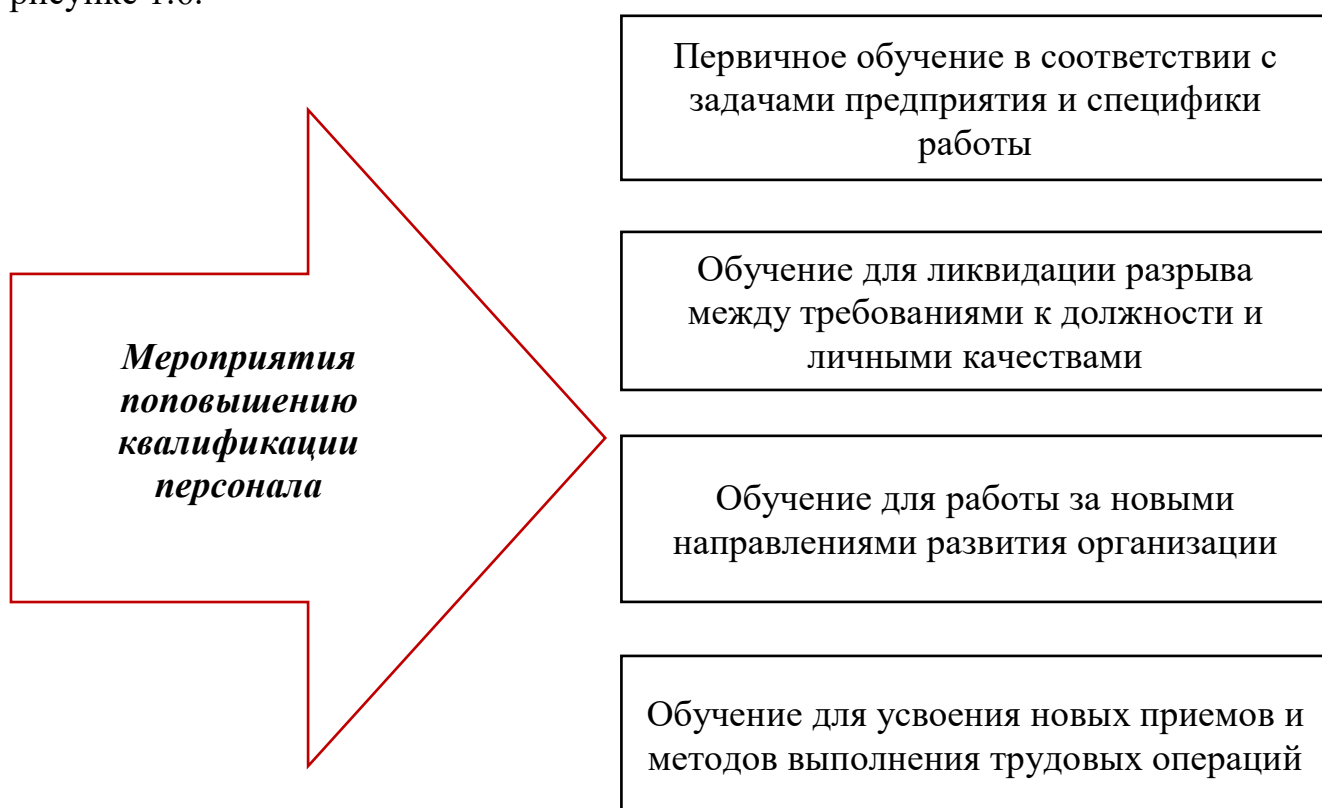 рисунке 1.6.
Первичное обучение в соответствии с
задачами предприятия и специфики
работы
Обучение для ликвидации разрыва
между требованиями к должности и
личными качествами
Мероприятия
поповышению
квалификации
персонала
Обучение для работы за новыми
направлениями развития организации
Обучение для усвоения новых приемов и
методов выполнения трудовых операций